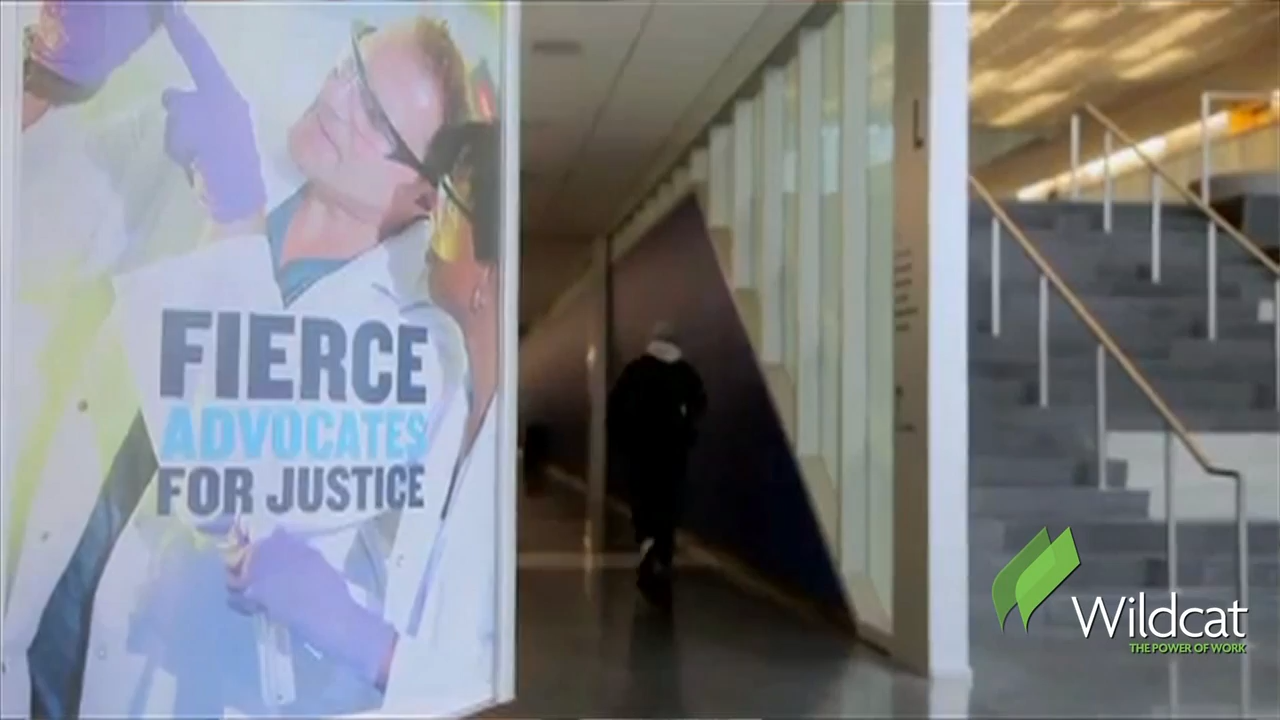 FIERCE
ADVOCATES
FOR JUSTICE
Wildcat
THE POWER OF WORK